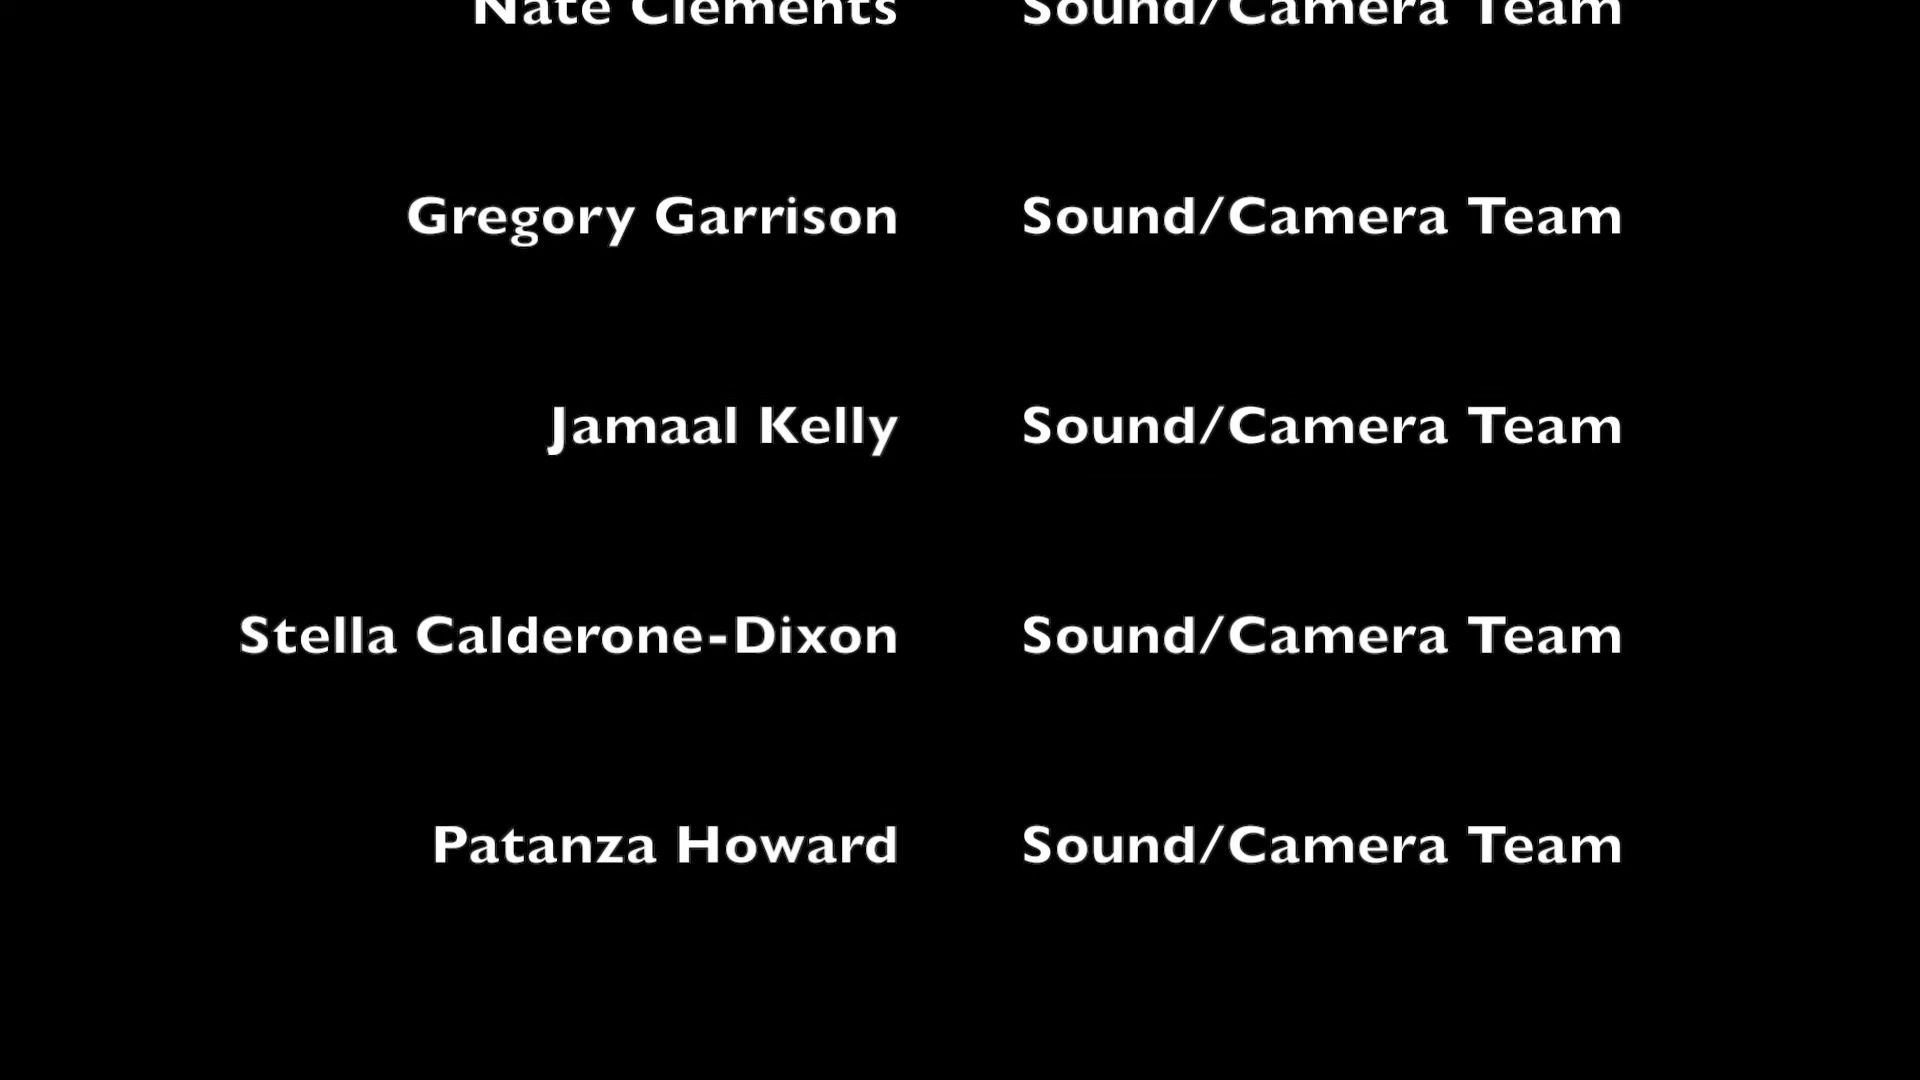 Nate Clements Sound/Camera Team
Gregory Garrison Sound/Camera Team
Jamaal Kelly Sound/Camera Team
Stella Calderone-Dixon Sound/Camera Team
Patanza Howard Sound/Camera Team